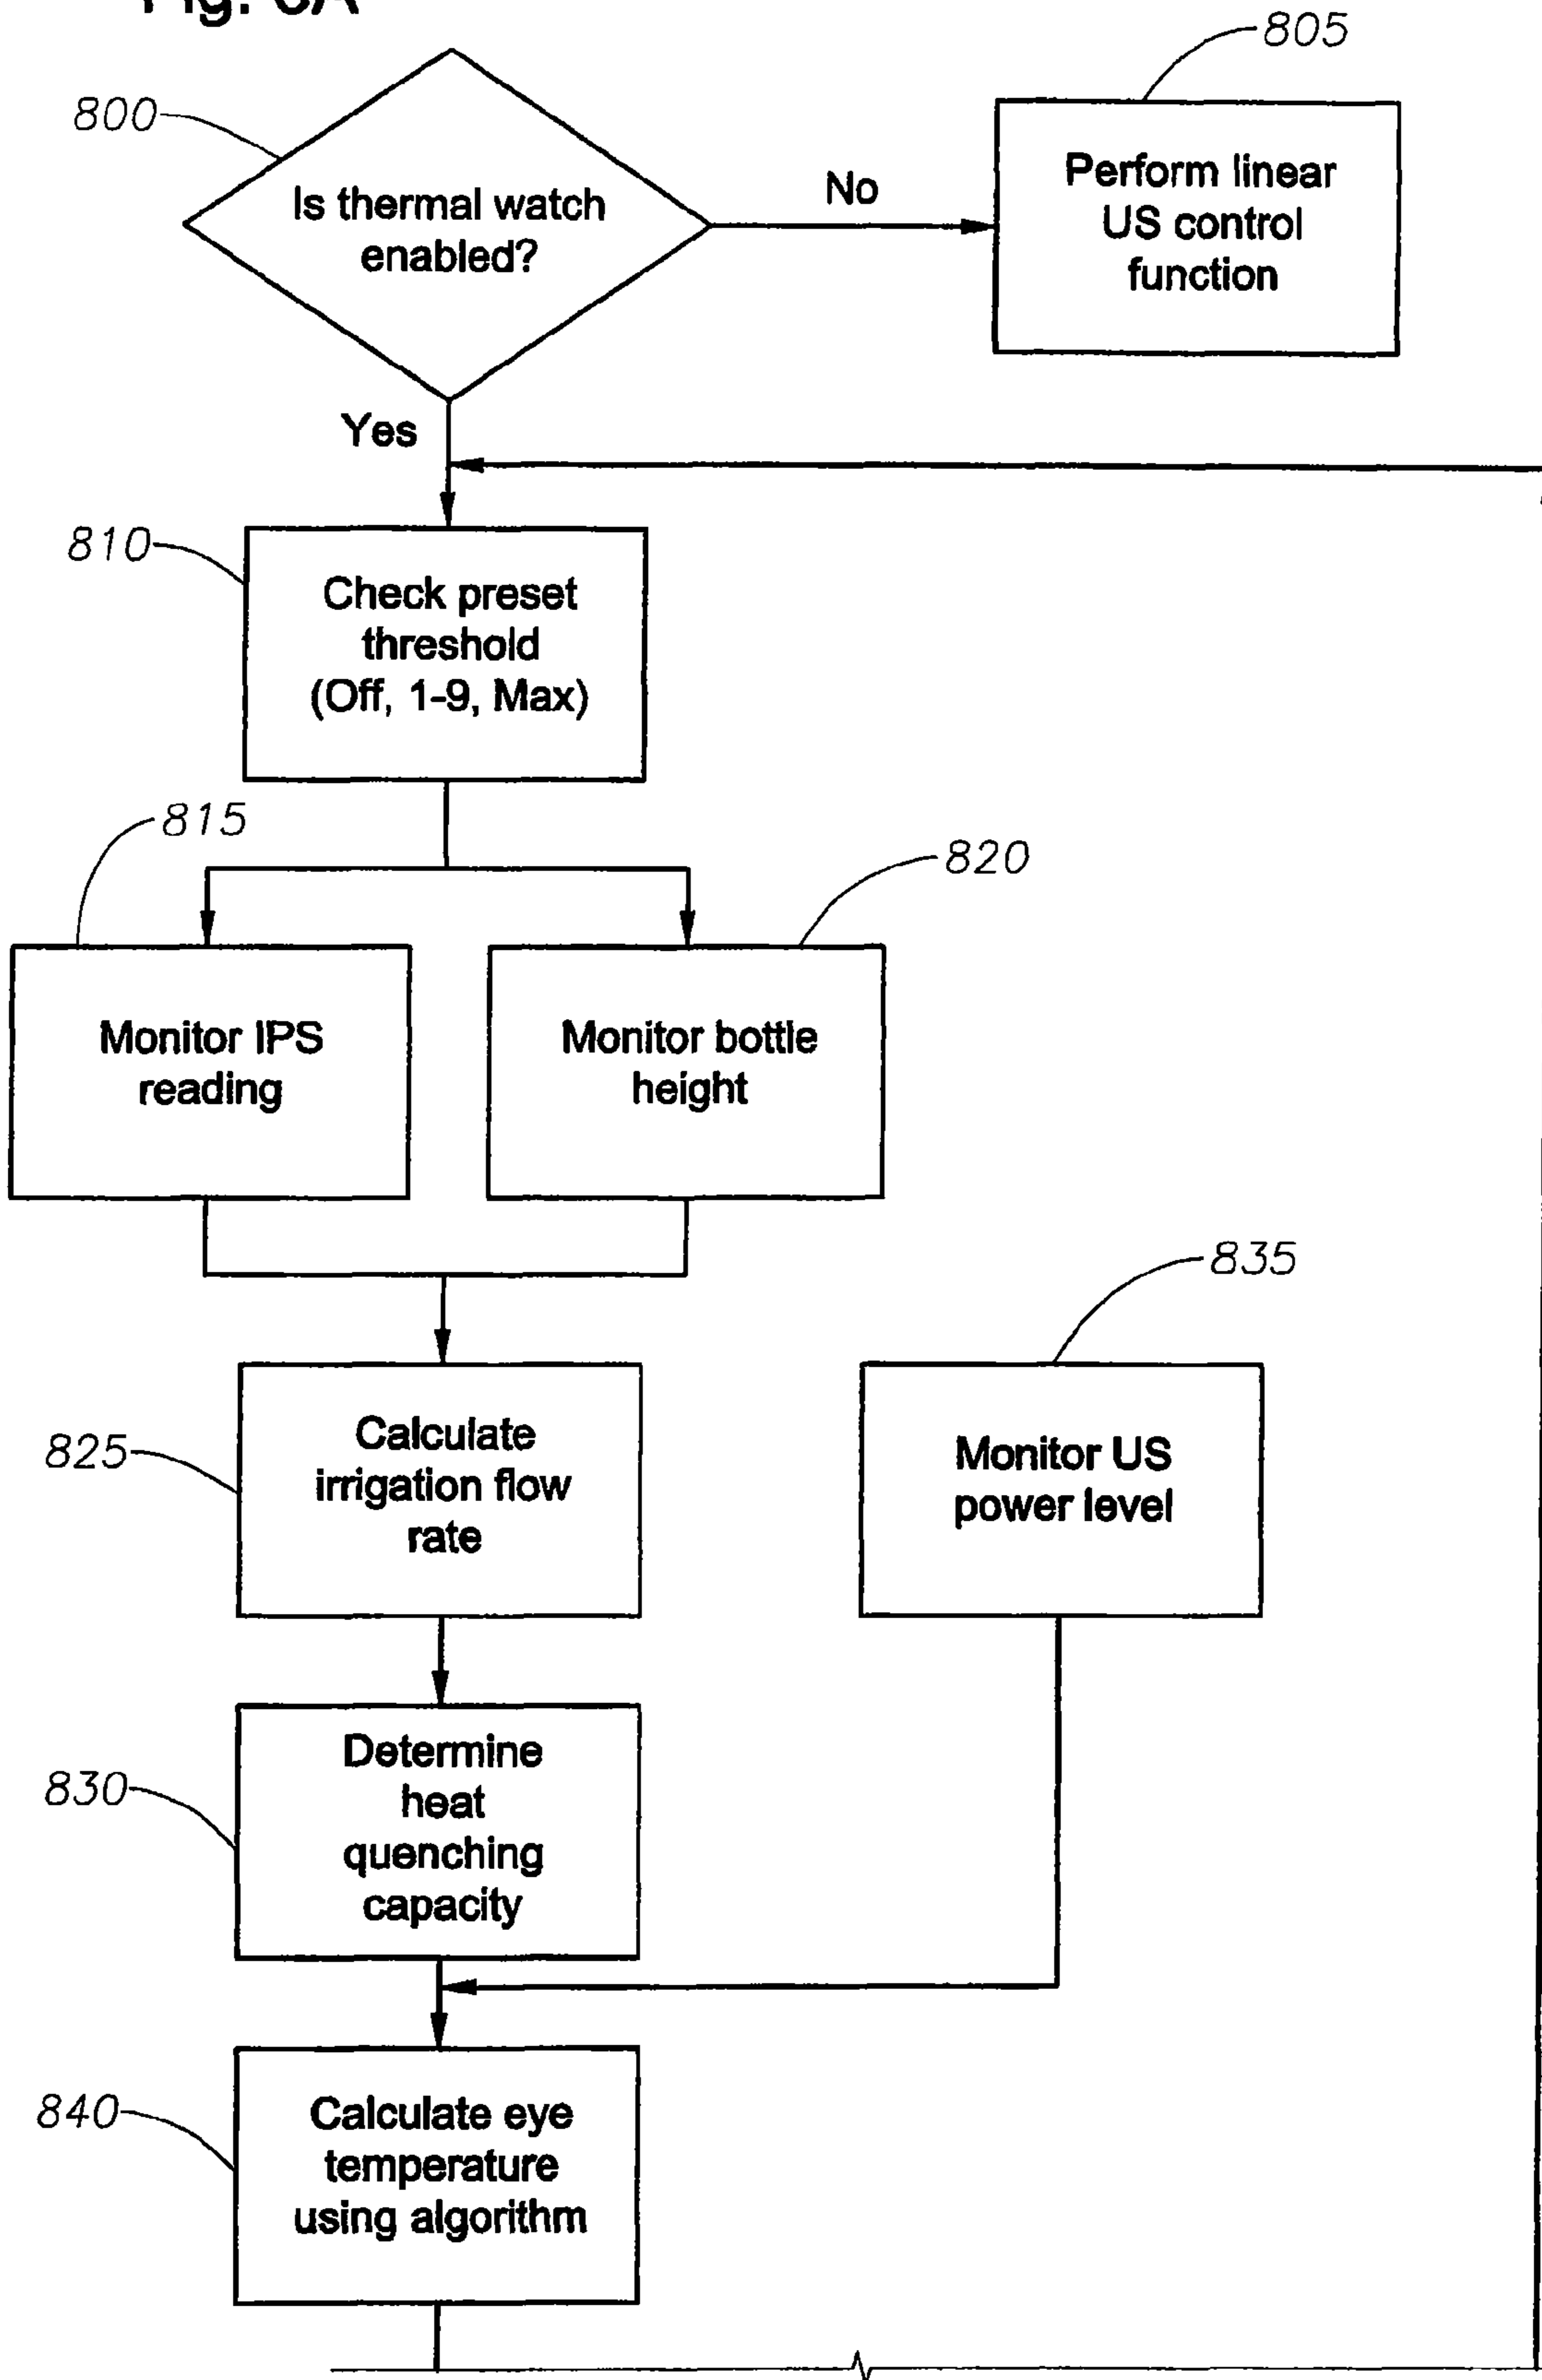 Fig. 8A
805
800
Is thermal watch
enabled?
No
Perform linear
US control
function
Yes
810
Check preset
threshold
(Off, 1-9, Max)
815
820
Monitor IPS
reading
Monitor bottle
height
835
825
Calculate
irrigation flow
rate
Monitor US
power level
830
Determine
heat
quenching
capacity
840
Calculate eye
temperature
using algorithm